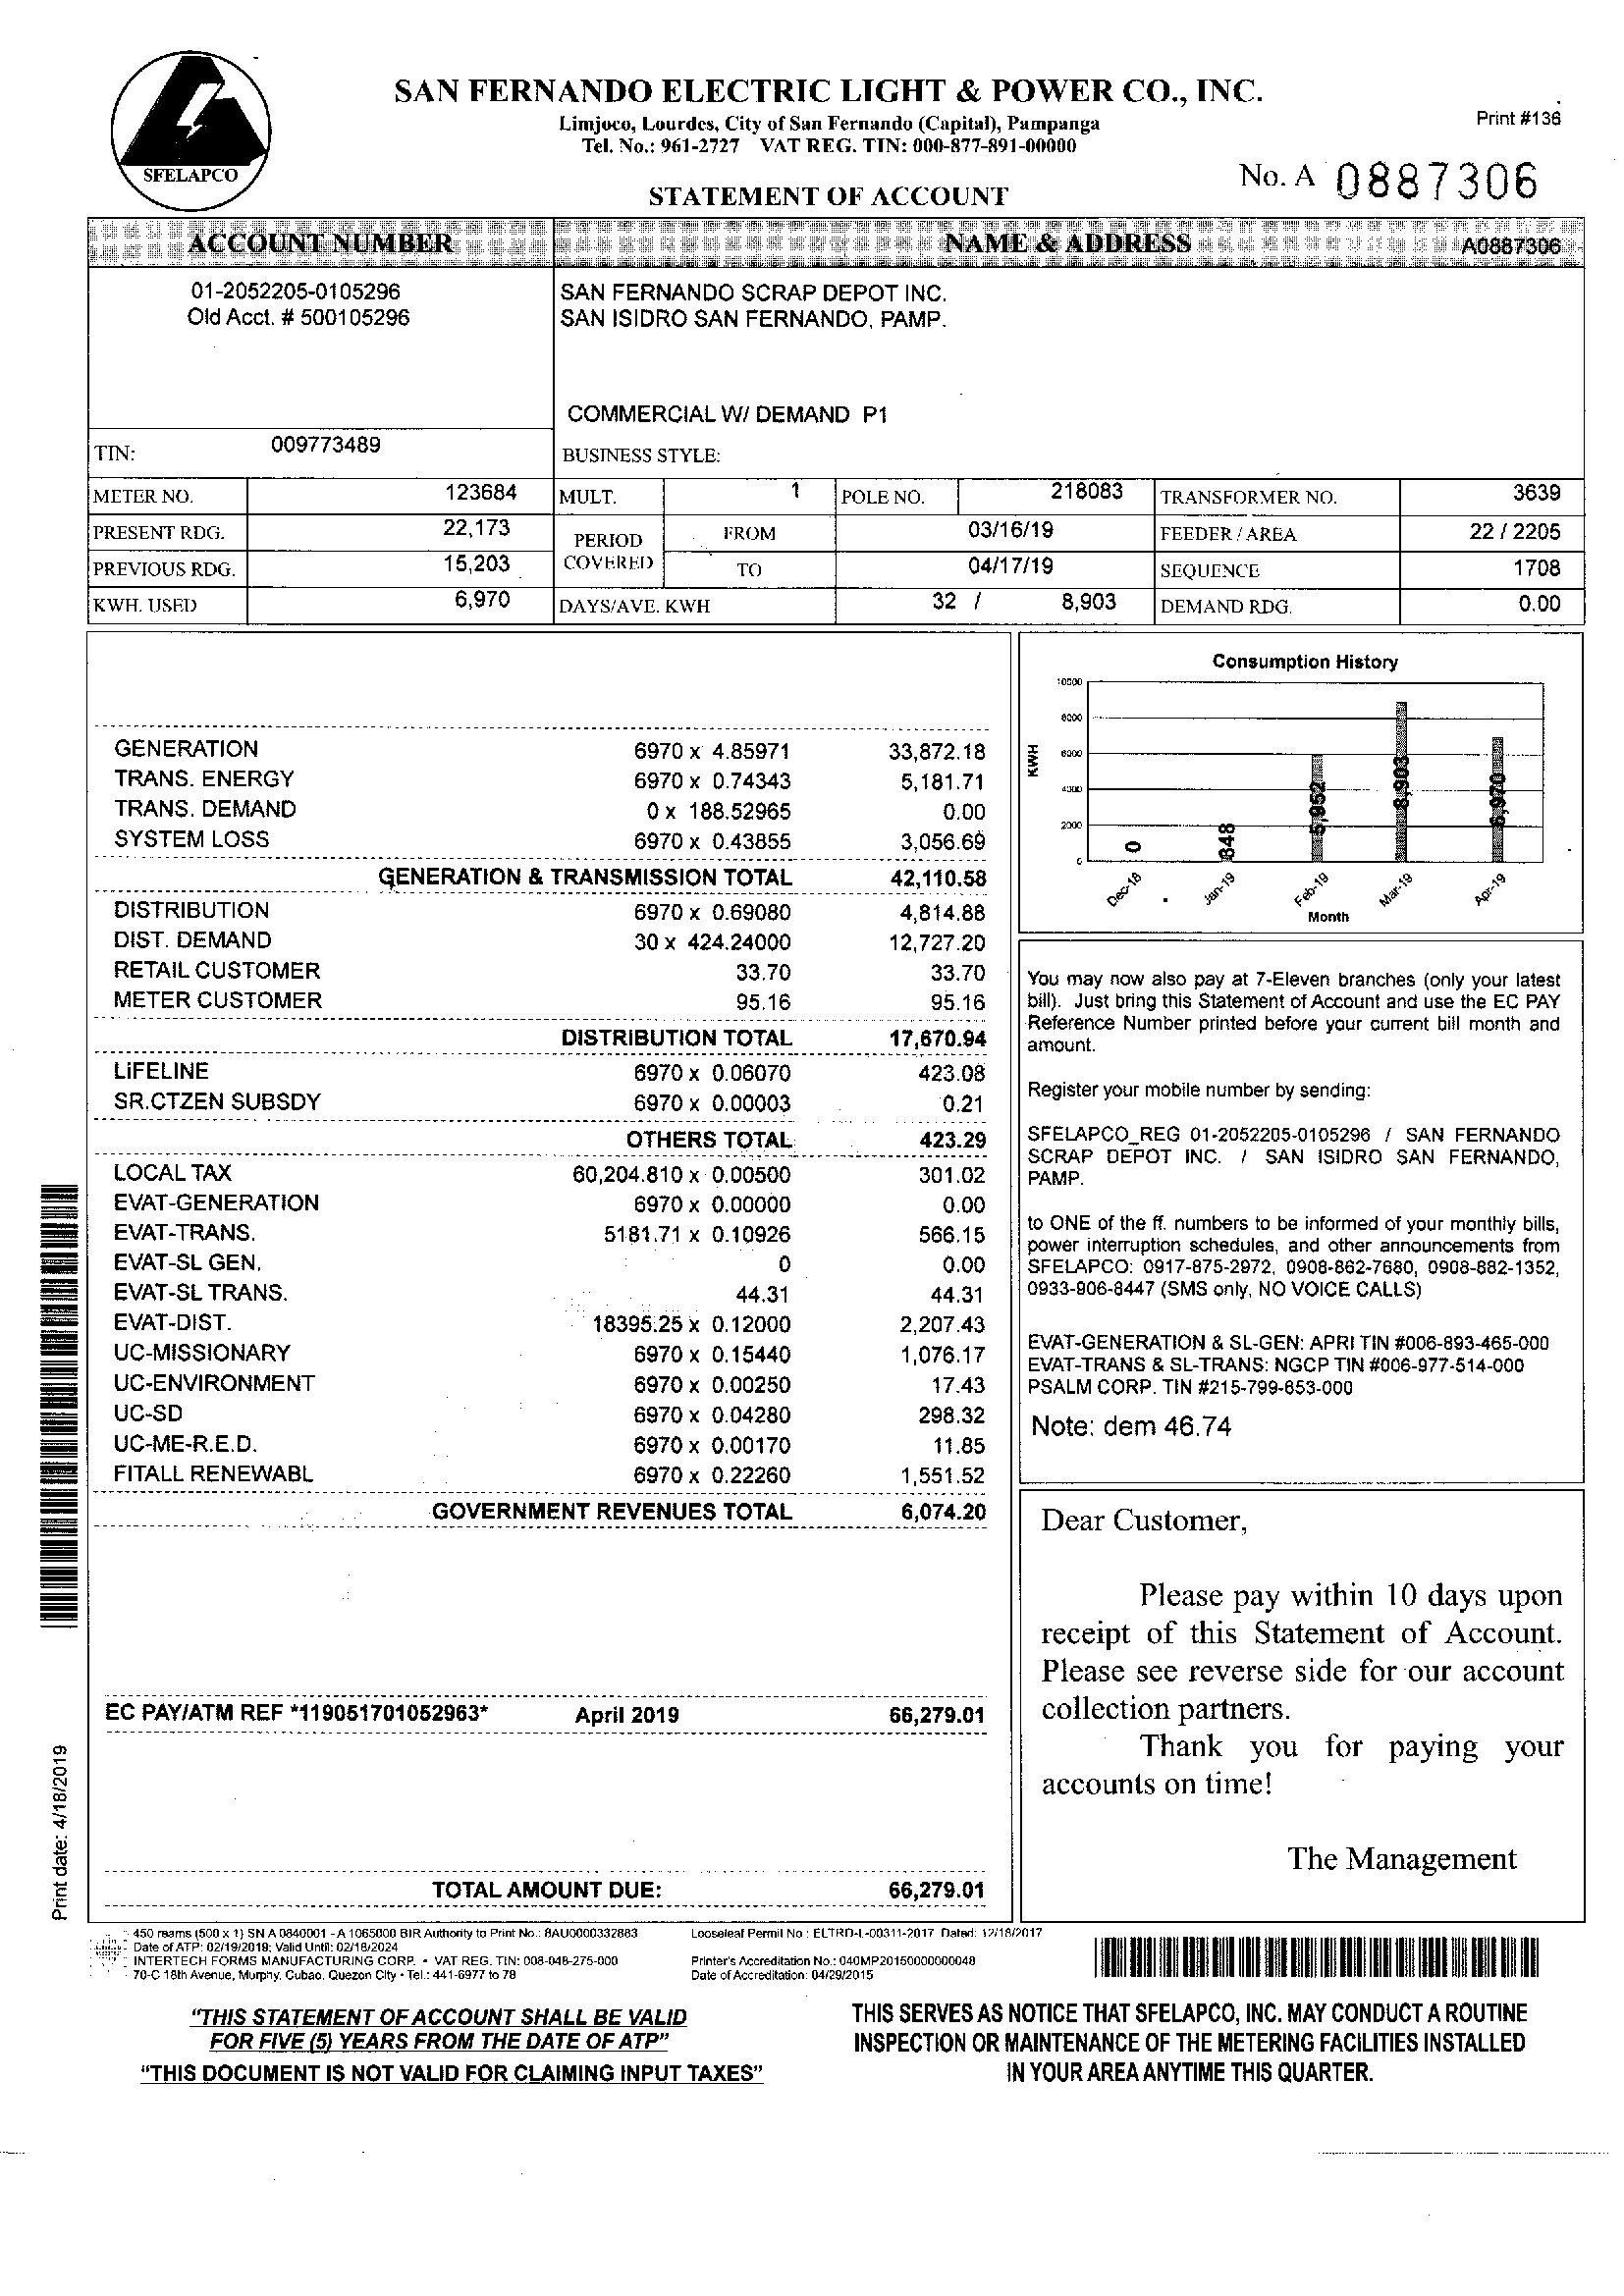 SFELAPCO
SAN FERNANDO ELECTRIC LIGHT & POWER CO., INC.
Limjoco, Lourdes, City of San Fernando (Capital), Pampanga
Tel. No.: 961-2727 VAT REG. TIN: 000-877-891-00000
Print #136
No. A 0887306
STATEMENT OF ACCOUNT
ACCOUNT NUMBER NAME & ADDRESS A0887306
01-2052205-0105296 SAN FERNANDO SCRAP DEPOT INC.
Old Acct. # 500105296 SAN ISIDRO SAN FERNANDO, PAMP.
COMMERCIAL W/ DEMAND P1
TIN: 009773489 BUSINESS STYLE:
METER NO. 123684 MULT. 1 POLE NO. 218083 TRANSFORMER NO. 3639
PRESENT RDG. 22,173 PERIOD COVERED FROM 03/16/19 FEEDER / AREA 22 / 2205
PREVIOUS RDG. 15,203 TO 04/17/19 SEQUENCE 1708
KWH. USED 6,970 DAYS/AVE. KWH 32 / 8,903 DEMAND RDG. 0.00
GENERATION 6970 x 4.85971 33,872.18
TRANS. ENERGY 6970 x 0.74343 5,181.71
TRANS. DEMAND 0 x 188.52965 0.00
SYSTEM LOSS 6970 x 0.43855 3,056.69
GENERATION & TRANSMISSION TOTAL 42,110.58
DISTRIBUTION 6970 x 0.69080 4,814.88
DIST. DEMAND 30 x 424.24000 12,727.20
RETAIL CUSTOMER 33.70 33.70
METER CUSTOMER 95.16 95.16
DISTRIBUTION TOTAL 17,670.94
LiFELINE 6970 x 0.06070 423.08
SR.CTZEN SUBSDY 6970 x 0.00003 0.21
OTHERS TOTAL 423.29
LOCAL TAX 60,204.810 x 0.00500 301.02
EVAT-GENERATION 6970 x 0.00000 0.00
EVAT-TRANS. 5181.71 x 0.10926 566.15
EVAT-SL GEN. 0 0.00
EVAT-SL TRANS. 44.31 44.31
EVAT-DIST. 18395.25 x 0.12000 2,207.43
UC-MISSIONARY 6970 x 0.15440 1,076.17
UC-ENVIRONMENT 6970 x 0.00250 17.43
UC-SD 6970 x 0.04280 298.32
UC-ME-R.E.D. 6970 x 0.00170 11.85
FITALL RENEWABL 6970 x 0.22260 1,551.52
GOVERNMENT REVENUES TOTAL 6,074.20
EC PAY/ATM REF *119051701052963* April 2019 66,279.01
TOTAL AMOUNT DUE: 66,279.01
Consumption History
KWH
10000
8000
6000
4000
2000
0
0 848 5,952 8,903 6,970
Dec-18 Jan-19 Feb-19 Mar-19 Apr-19
Month
You may now also pay at 7-Eleven branches (only your latest
bill). Just bring this Statement of Account and use the EC PAY
Reference Number printed before your current bill month and
amount.
Register your mobile number by sending:
SFELAPCO_REG 01-2052205-0105296 / SAN FERNANDO
SCRAP DEPOT INC. / SAN ISIDRO SAN FERNANDO,
PAMP.
to ONE of the ff. numbers to be informed of your monthly bills,
power interruption schedules, and other announcements from
SFELAPCO: 0917-875-2972, 0908-862-7680, 0908-882-1352,
0933-906-8447 (SMS only, NO VOICE CALLS)
EVAT-GENERATION & SL-GEN: APRI TIN #006-893-465-000
EVAT-TRANS & SL-TRANS: NGCP TIN #006-977-514-000
PSALM CORP. TIN #215-799-653-000
Note: dem 46.74
Dear Customer,
Please pay within 10 days upon
receipt of this Statement of Account.
Please see reverse side for our account
collection partners.
Thank you for paying your
accounts on time!
The Management
Print date: 4/18/2019
450 reams (500 x 1) SN A 0840001 - A 1065000 BIR Authority to Print No.: 8AU0000332883
Date of ATP: 02/19/2019; Valid Until: 02/18/2024
INTERTECH FORMS MANUFACTURING CORP. • VAT REG. TIN: 008-048-275-000
70-C 18th Avenue, Murphy, Cubao, Quezon City • Tel.: 441-6977 to 78
Looseleaf Permit No : ELTRD-L-00311-2017 Dated: 12/18/2017
Printer's Accreditation No.: 040MP20150000000048
Date of Accreditation: 04/29/2015
"THIS STATEMENT OF ACCOUNT SHALL BE VALID
FOR FIVE (5) YEARS FROM THE DATE OF ATP"
"THIS DOCUMENT IS NOT VALID FOR CLAIMING INPUT TAXES"
THIS SERVES AS NOTICE THAT SFELAPCO, INC. MAY CONDUCT A ROUTINE
INSPECTION OR MAINTENANCE OF THE METERING FACILITIES INSTALLED
IN YOUR AREA ANYTIME THIS QUARTER.